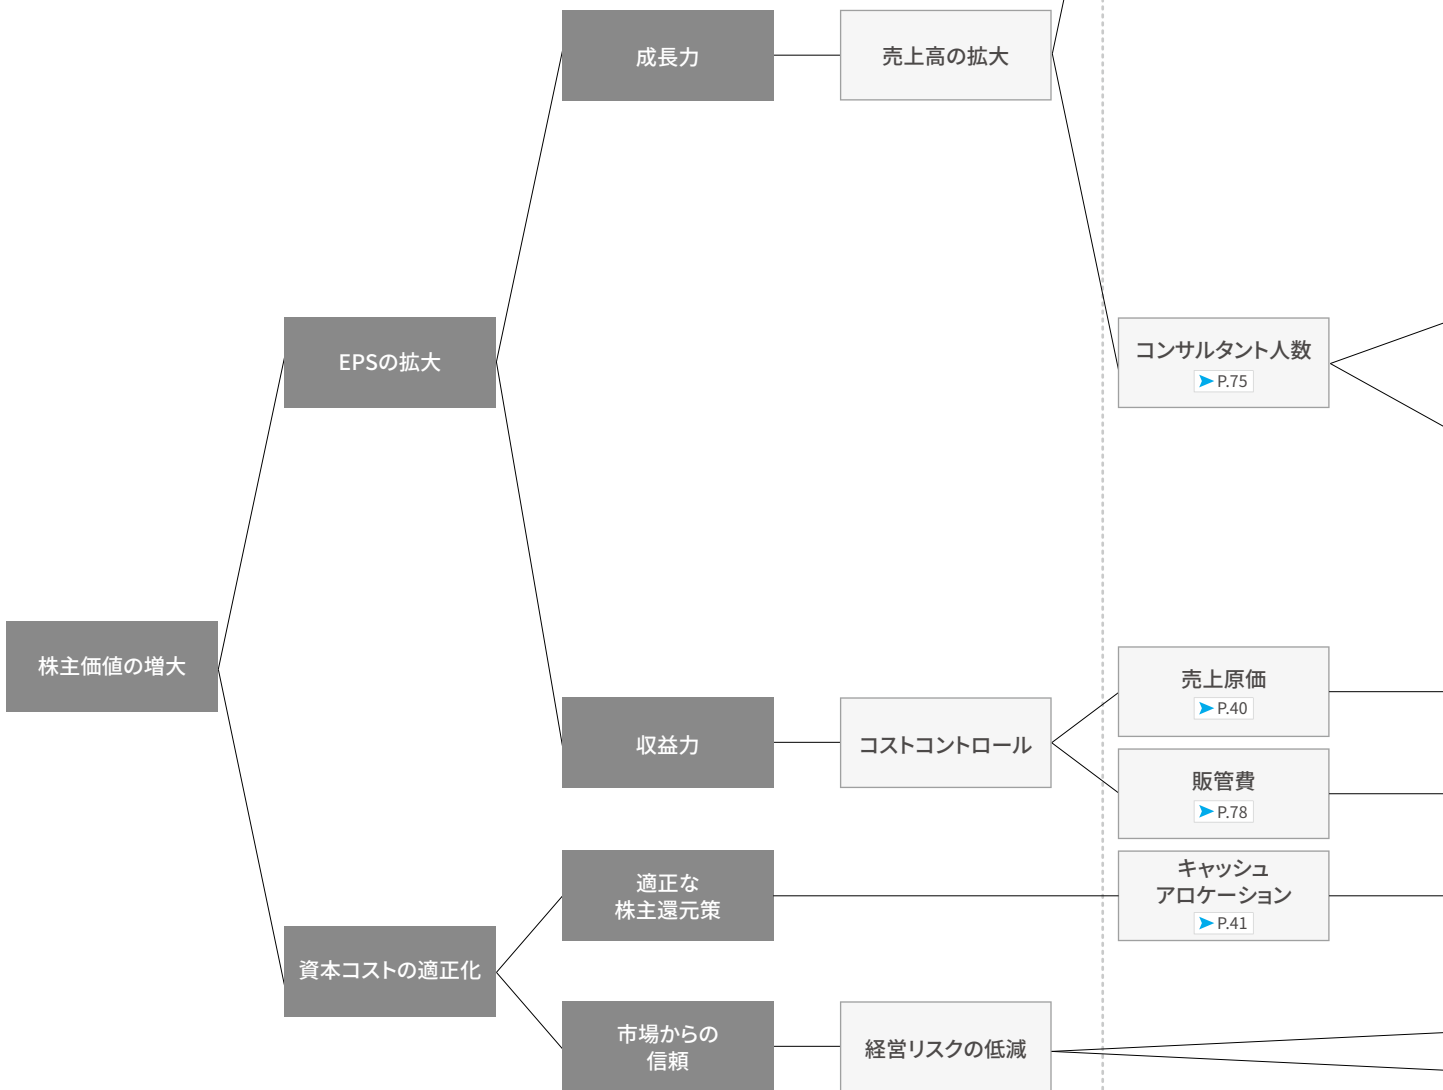 成長力
売上高の拡大
EPSの拡大
コンサルタント人数
P.75
株主価値の増大
売上原価
P.40
収益力
コストコントロール
販管費
P.78
適正な
株主還元策
キャッシュ
アロケーション
P.41
資本コストの適正化
市場からの
信頼
経営リスクの低減